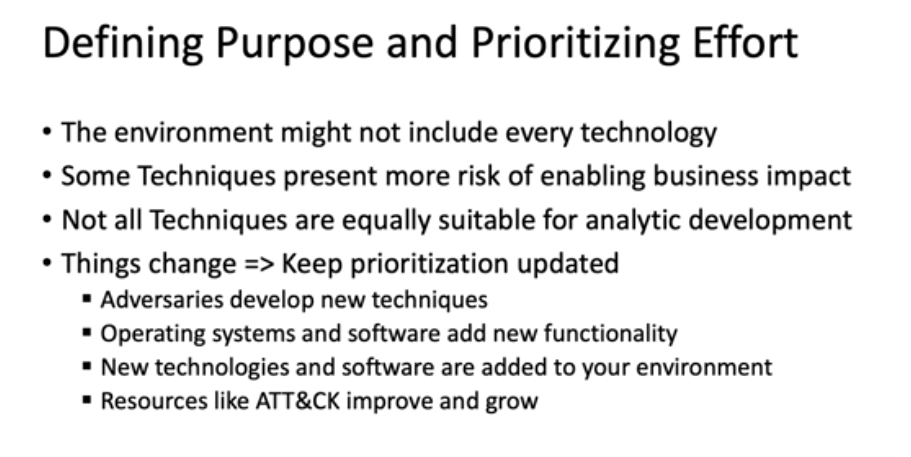 Defining Purpose and Prioritizing Effort
• The environment might not include every technology
• Some Techniques present more risk of enabling business impact
• Not all Techniques are equally suitable for analytic development
• Things change => Keep prioritization updated
▪ Adversaries develop new techniques
▪ Operating systems and software add new functionality
▪ New technologies and software are added to your environment
▪ Resources like ATT&CK improve and grow